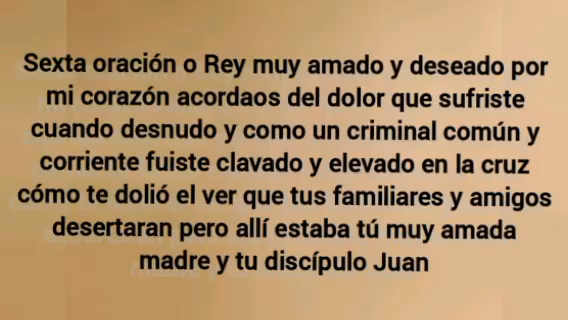 Sexta oración o Rey muy amado y deseado por
mi corazón acordaos del dolor que sufriste
cuando desnudo y como un criminal común y
corriente fuiste clavado y elevado en la cruz
cómo te dolió el ver que tus familiares y amigos
desertaran pero allí estaba tú muy amada
madre y tu discípulo Juan